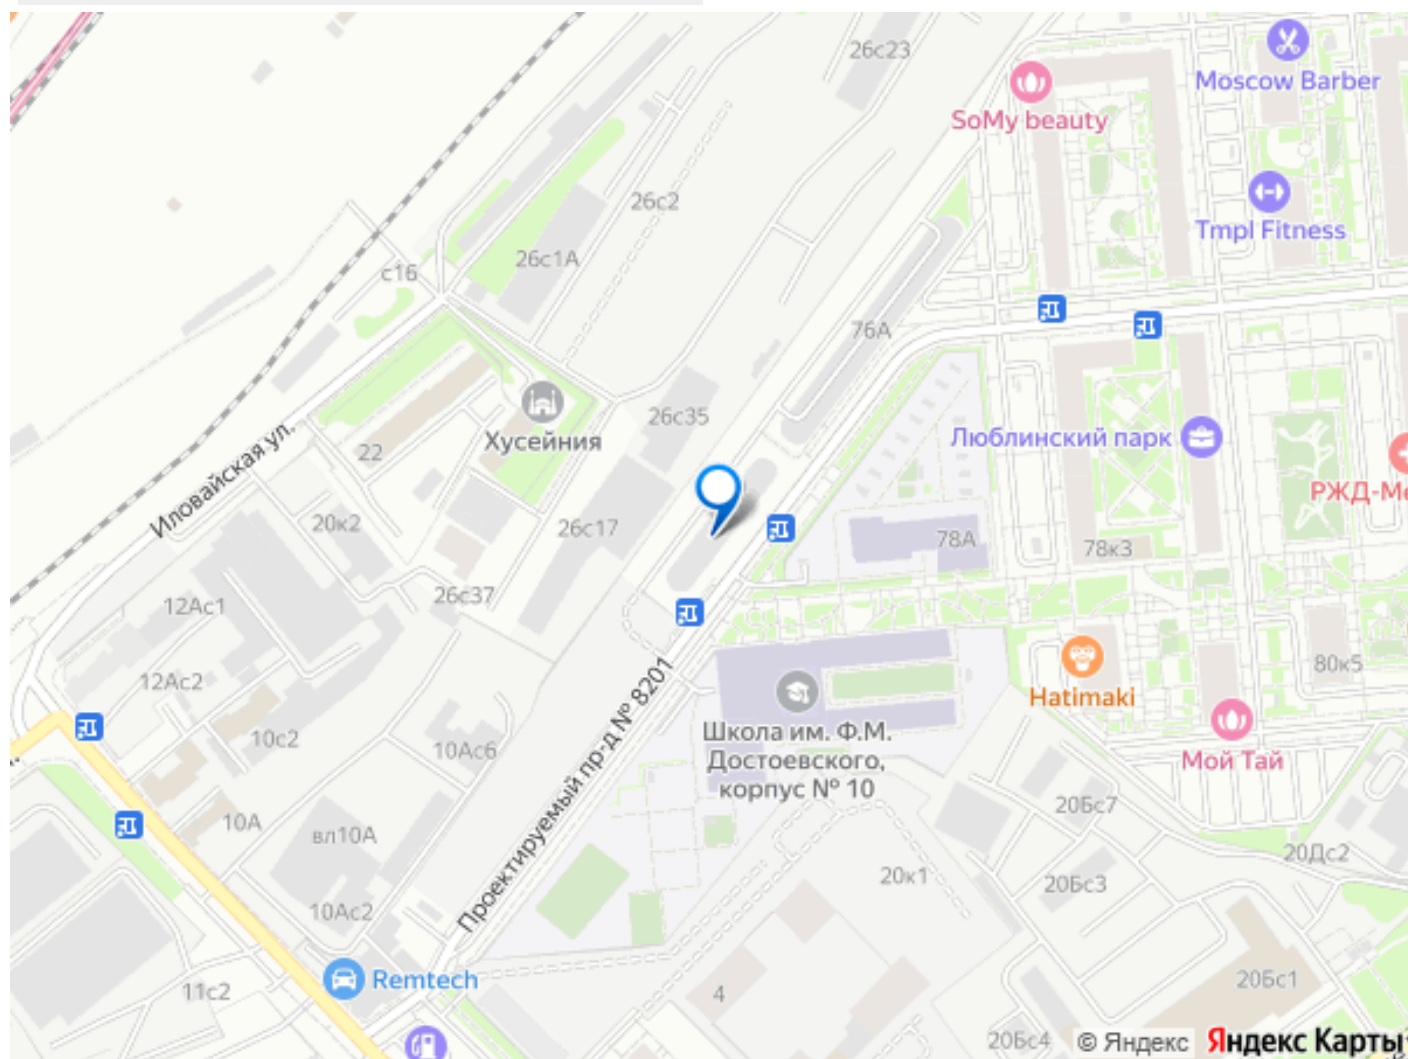 26с23
Moscow Barber
SoMy beauty
26с2
Tmpl Fitness
26с1А
с16
76А
26с35
Хусейния
Люблинский парк
22
Иловайская ул.
РЖД-Ме
20к2
26с17
78А
78к3
12Ас1
26с37
80к5
12Ас2
Hatimaki
10с2
10Ас6
Проектируемый пр-д № 8201
Школа им. Ф.М.
Достоевского,
корпус № 10
Мой Тай
10А
вл10А
20Бс7
20Дс2
20к1
20Бс3
10Ас2
Remtech
11с2
4
20Бс1
20Бс4
© Яндекс
Яндекс Карты